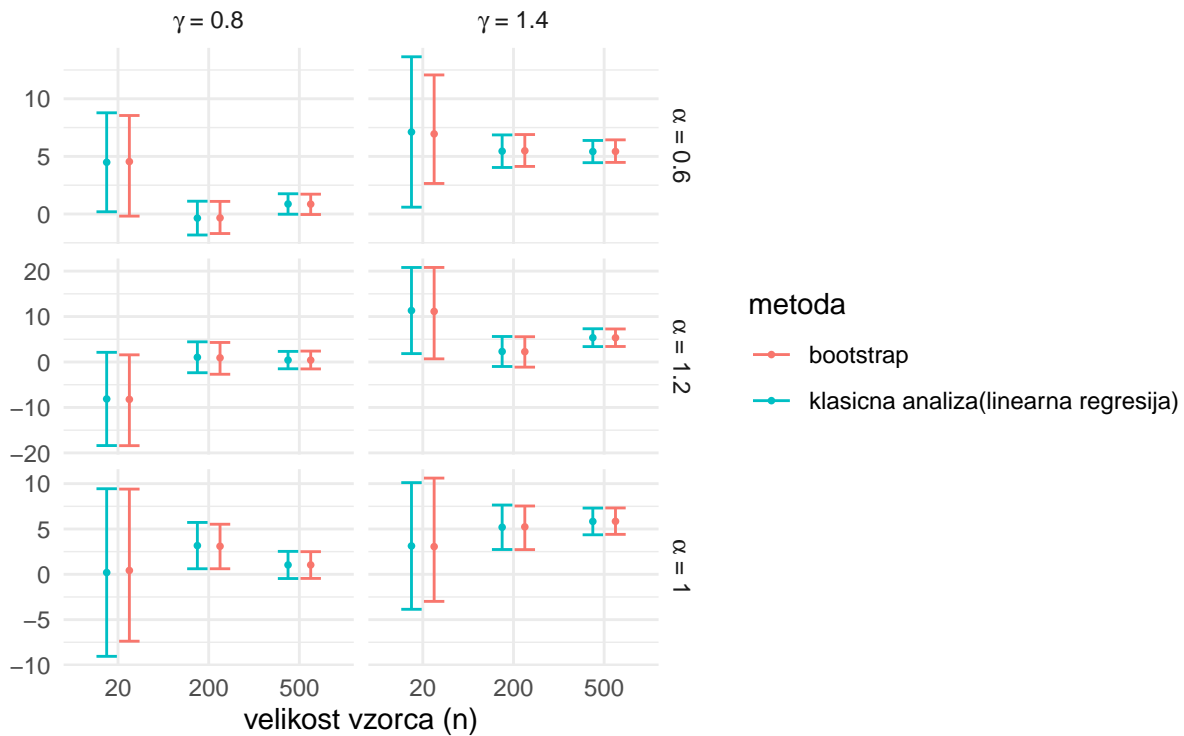 γ = 0.8
γ = 1.4
10
5
0
α = 0.6
20
10
0
−10
−20
α = 1.2
10
5
0
−5
−10
α = 1
20
200
500
20
200
500
velikost vzorca (n)
metoda
bootstrap
klasicna analiza(linearna regresija)